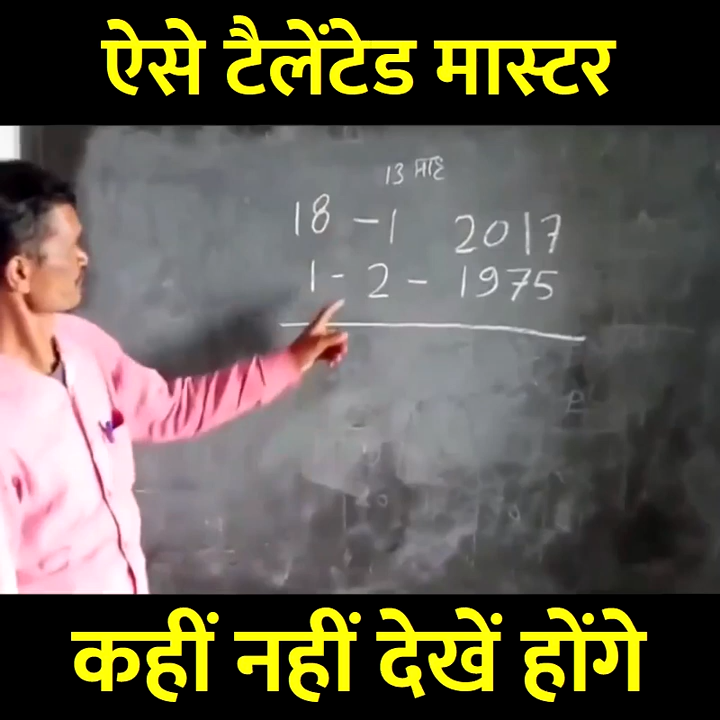 ऐसे टैलेंटेड मास्टर
13 माह
18 - 1 2017
1 - 2 - 1975
कहीं नहीं देखें होंगे